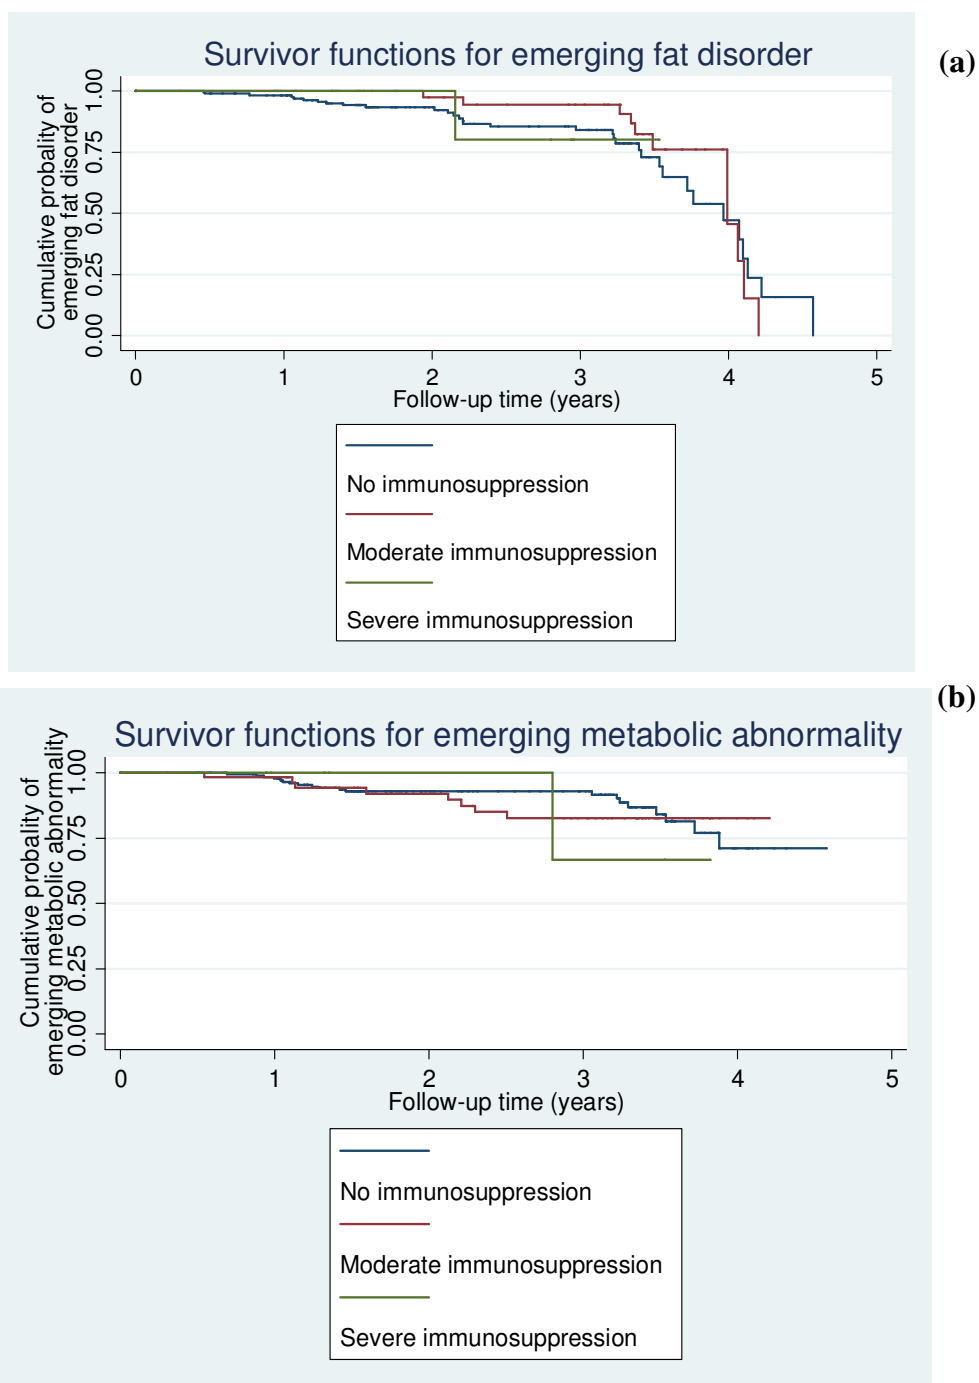 Survivor functions for emerging fat disorder
(a)
Cumulative probality of
emerging fat disorder
1.00
0.75
0.50
0.25
0.00
0 1 2 3 4 5
Follow-up time (years)
No immunosuppression
Moderate immunosuppression
Severe immunosuppression
(b)
Survivor functions for emerging metabolic abnormality
Cumulative probality of
emerging metabolic abnormality
1.00
0.75
0.50
0.25
0.00
0 1 2 3 4 5
Follow-up time (years)
No immunosuppression
Moderate immunosuppression
Severe immunosuppression